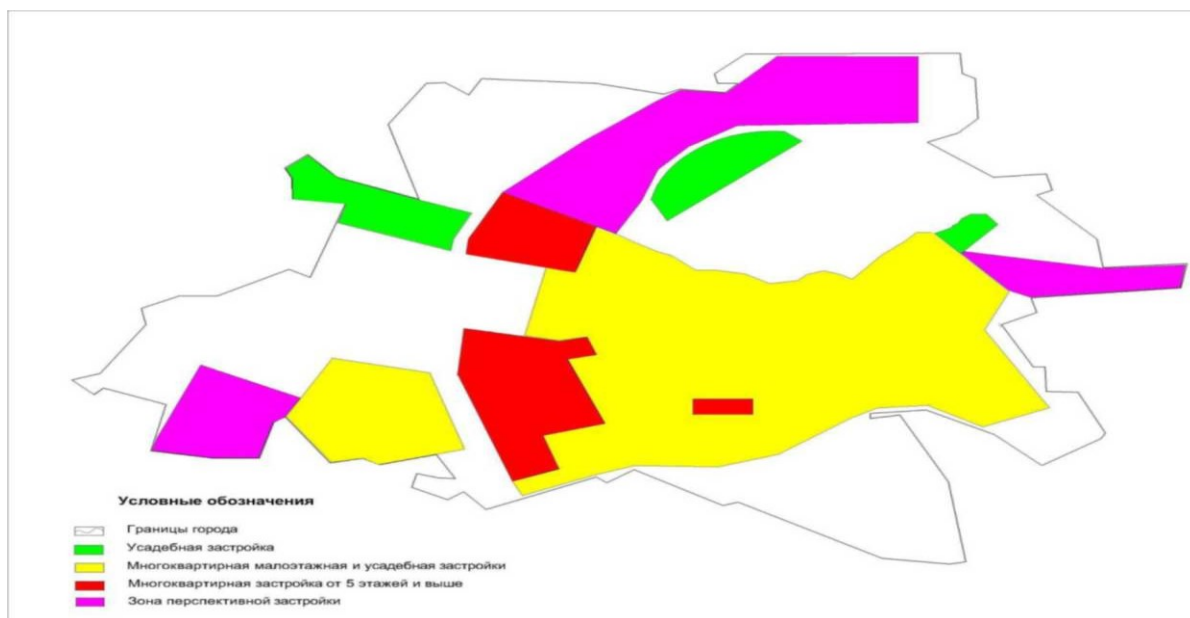 Условные обозначения
Границы города
Усадебная застройка
Многоквартирная малоэтажная и усадебная застройки
Многоквартирная застройка от 5 этажей и выше
Зона перспективной застройки